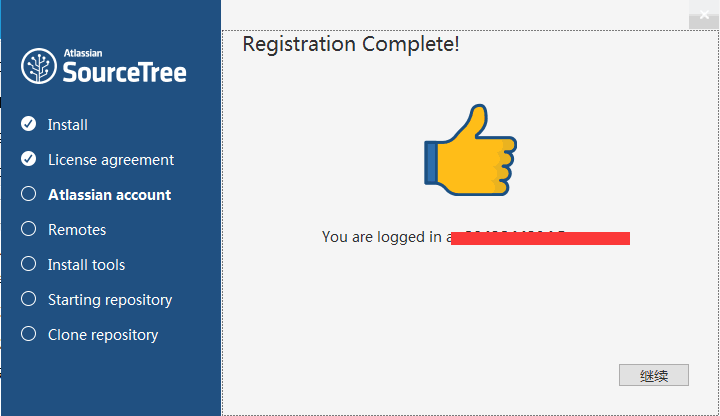 Atlassian
SourceTree
Install
License agreement
Atlassian account
Remotes
Install tools
Starting repository
Clone repository
Registration Complete!
You are logged in
继续